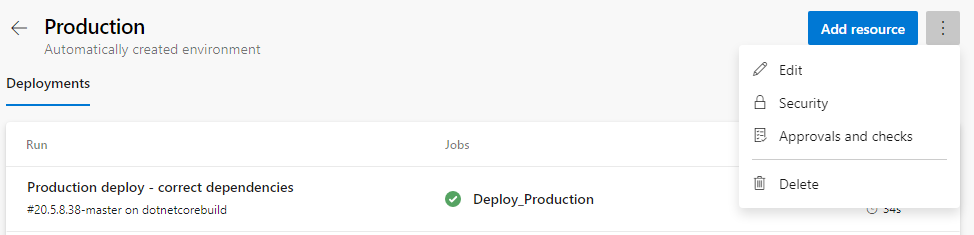 Production
Automatically created environment
Add resource
Deployments
Edit
Security
Approvals and checks
Delete
Run
Jobs
Production deploy - correct dependencies
#20.5.8.38-master on dotnetcorebuild
Deploy_Production